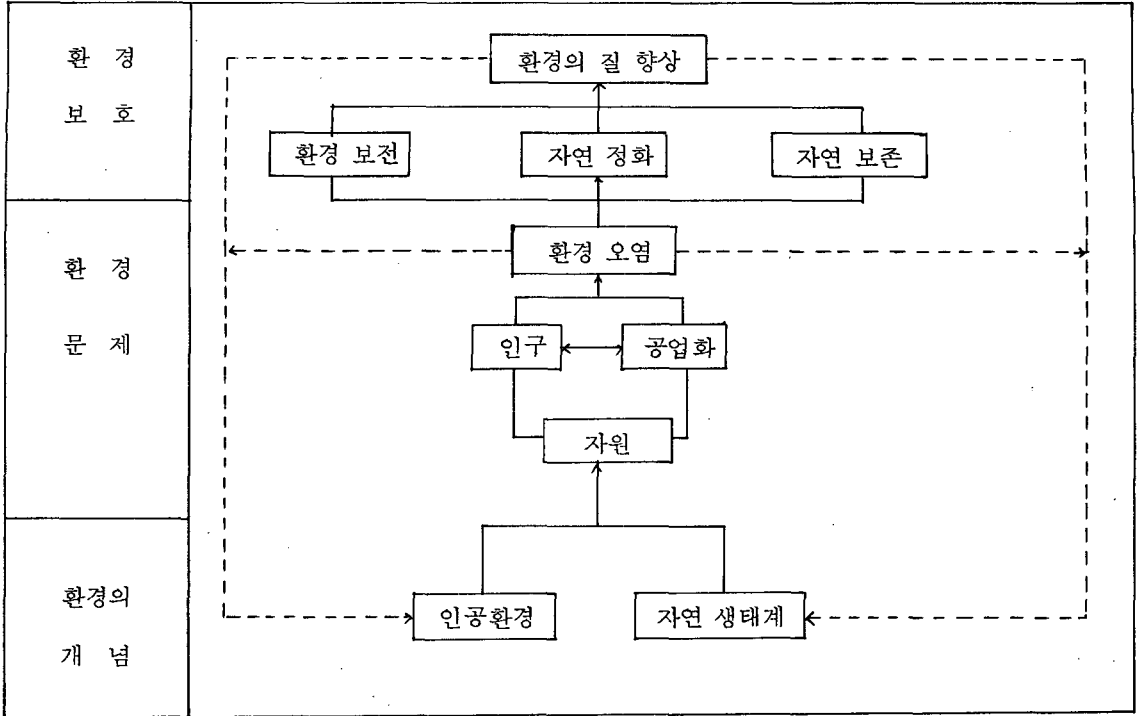 환 경
보 호
환경의 질 향상
환경 보전
자연 정화
자연 보존
환 경
문 제
환경 오염
인구
공업화
자원
환경의
개 념
인공환경
자연 생태계